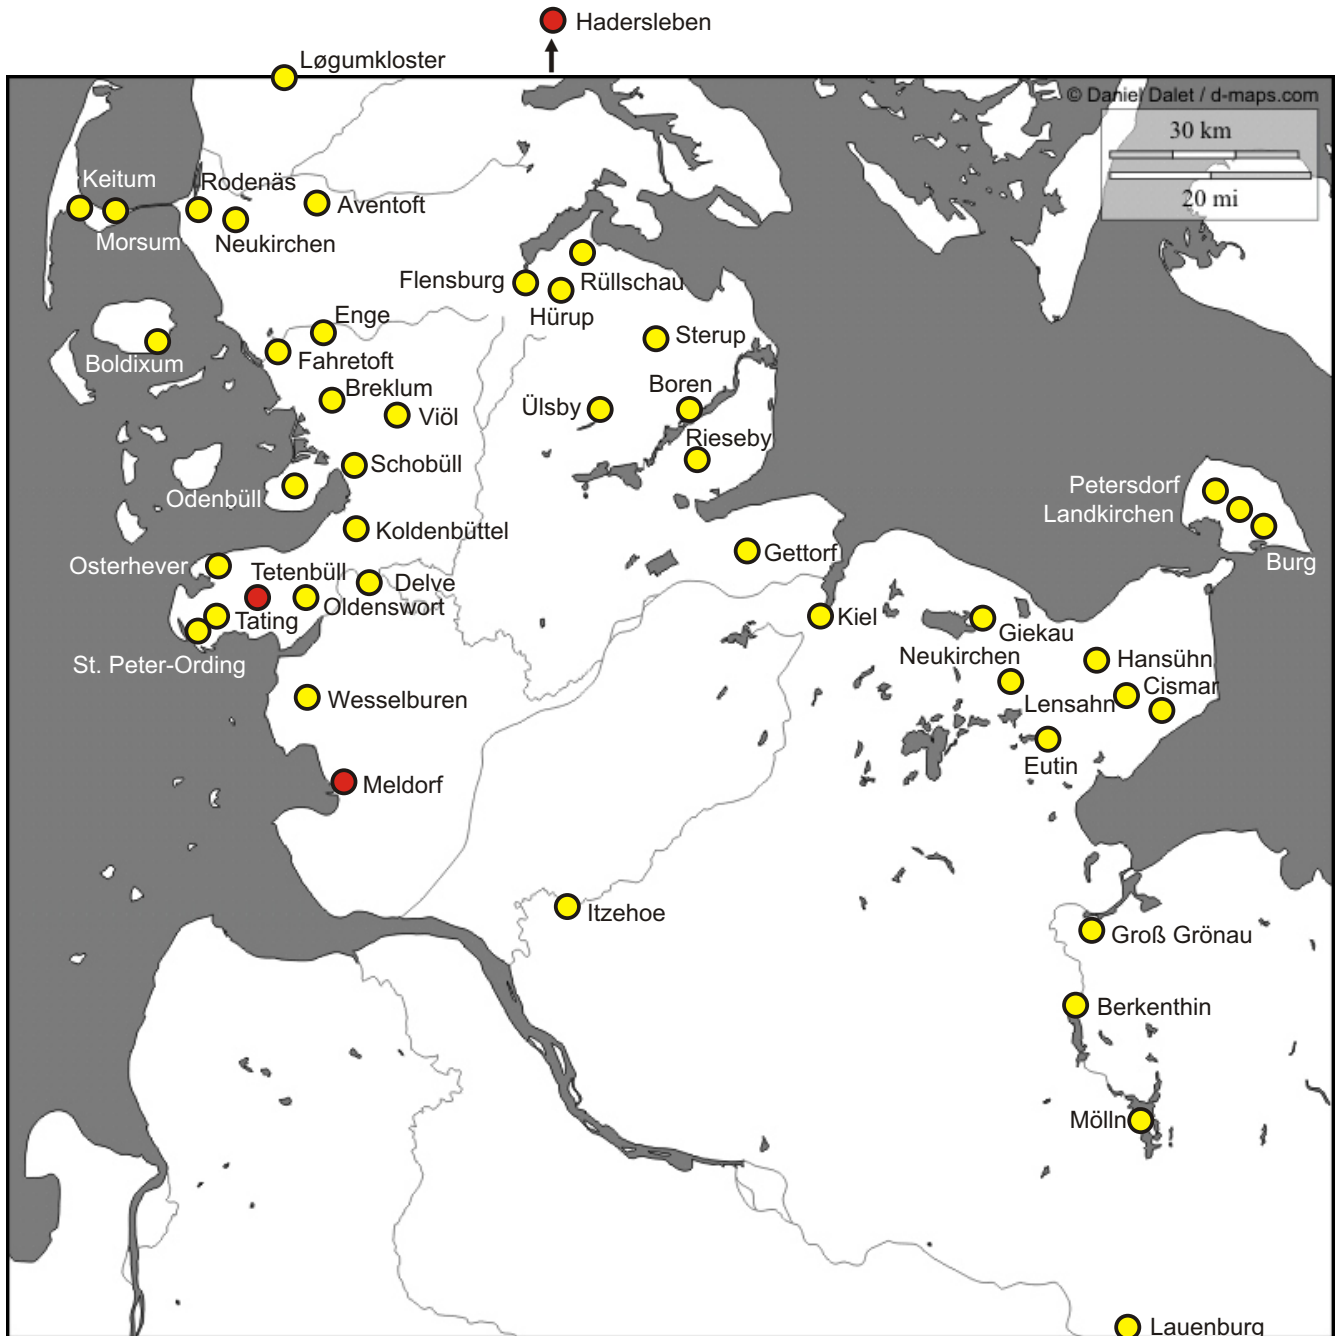 Hadersleben
Løgumkloster
© Daniel Dalet / d-maps.com
30 km
20 mi
Keitum
Rodenäs
Aventoft
Morsum
Neukirchen
Flensburg
Rüllschau
Hürup
Enge
Sterup
Boldixum
Fahretoft
Breklum
Boren
Ülsby
Viöl
Rieseby
Schobüll
Odenbüll
Petersdorf
Landkirchen
Koldenbüttel
Gettorf
Burg
Osterhever
Tetenbüll
Delve
Oldenswort
Tating
Kiel
Giekau
St. Peter-Ording
Neukirchen
Hansühn
Cismar
Wesselburen
Lensahn
Eutin
Meldorf
Itzehoe
Groß Grönau
Berkenthin
Mölln
Lauenburg